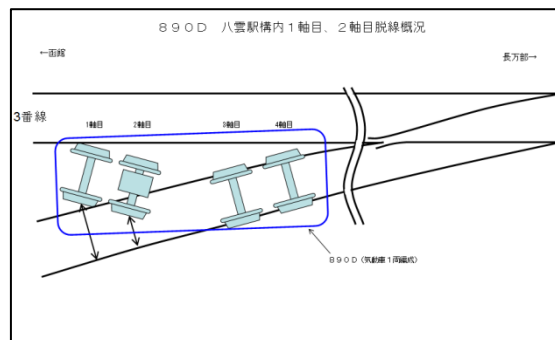 890D 八雲駅構内1軸目、2軸目脱線概況
←函館
長万部→
3番線
1軸目
2軸目
3軸目
4軸目
890D(気動車1両編成)